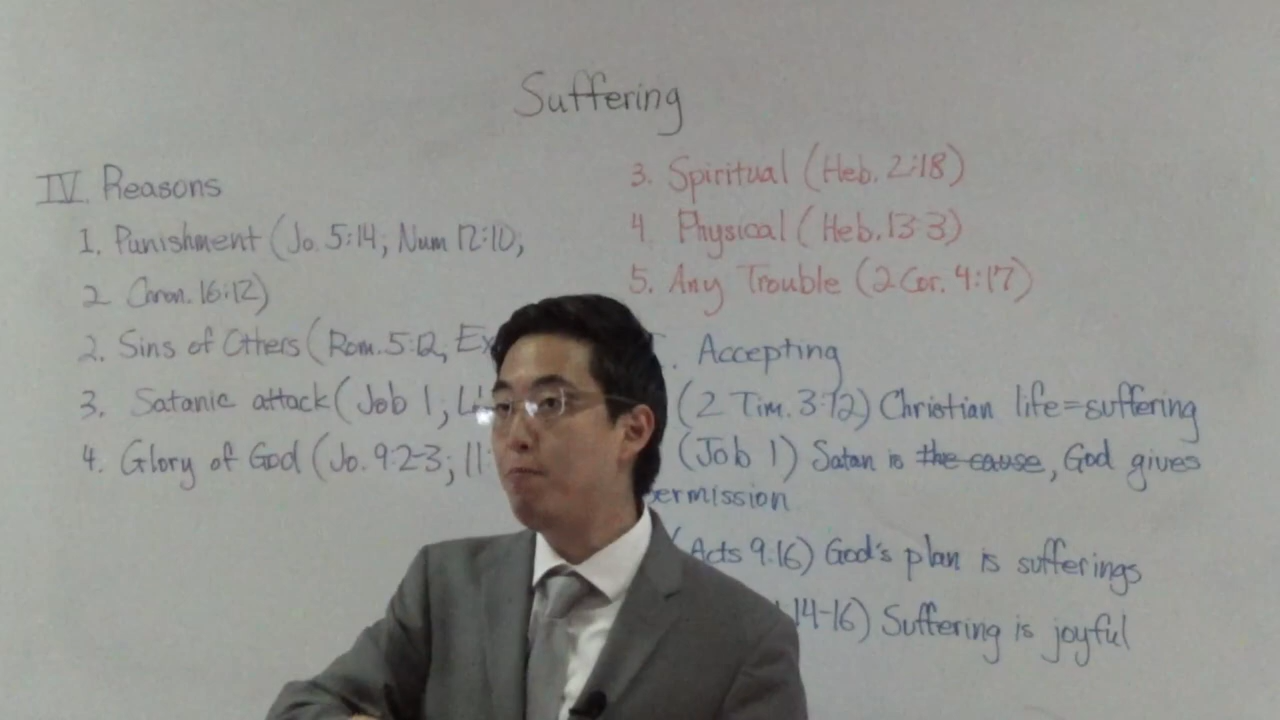 Suffering
IV. Reasons
1. Punishment (Jo. 5:14; Num 12:10;
2 Chron. 16:12)
2. Sins of Others (Rom. 5:12; Ex
3. Satanic attack (Job 1;
4. Glory of God (Jo. 9:2-3; 11:
3. Spiritual (Heb. 2:18)
4. Physical (Heb. 13:3)
5. Any Trouble (2 Cor. 4:17)
Accepting
(2 Tim. 3:12) Christian life=suffering
(Job 1) Satan is the cause, God gives
permission
(Acts 9:16) God's plan is sufferings
14-16) Suffering is joyful